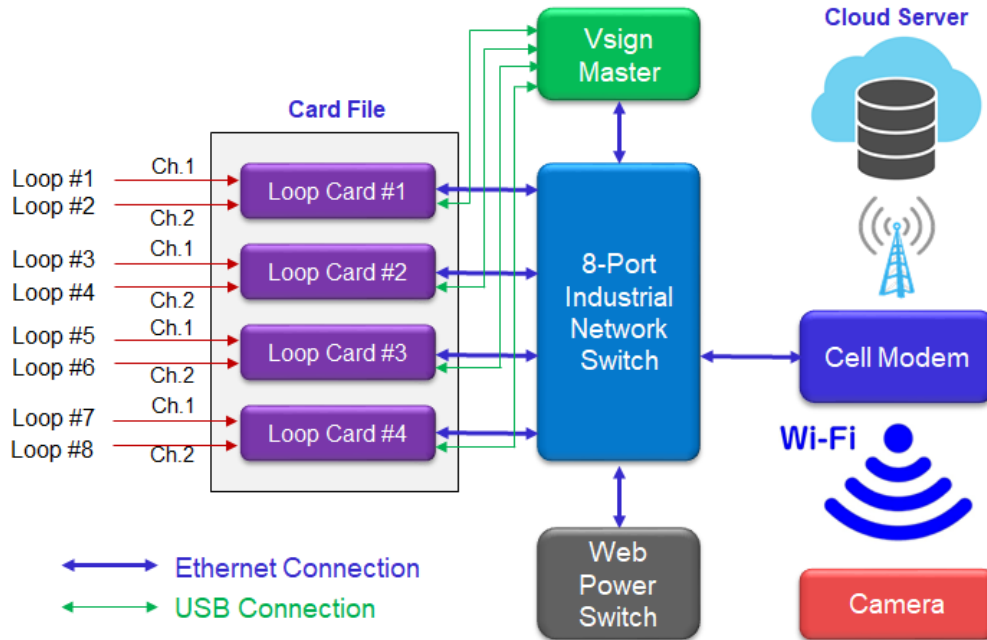 Cloud Server
Vsign
Master
Card File
Loop #1
Ch.1
Loop Card #1
Loop #2
Ch.2
Loop #3
Ch.1
Loop Card #2
Loop #4
Ch.2
Loop #5
Ch.1
Loop Card #3
Loop #6
Ch.2
Loop #7
Ch.1
Loop Card #4
Loop #8
Ch.2
8-Port
Industrial
Network
Switch
Cell Modem
Wi-Fi
Web
Power
Switch
Camera
Ethernet Connection
USB Connection